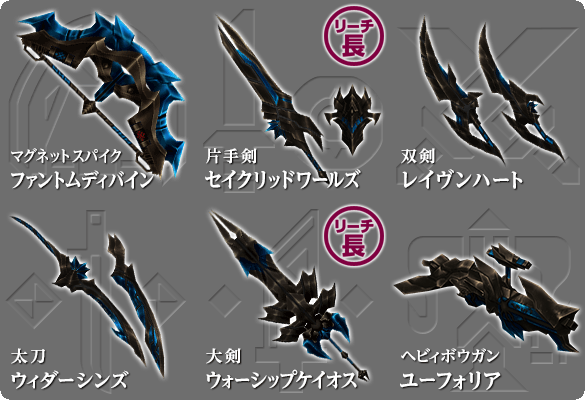 リーチ
長
マグネットスパイク
ファントムディバイン
片手剣
セイクリッドワールズ
双剣
レイヴンハート
リーチ
長
太刀
ウィダーシンズ
大剣
ウォーシップケイオス
ヘビィボウガン
ユーフォリア